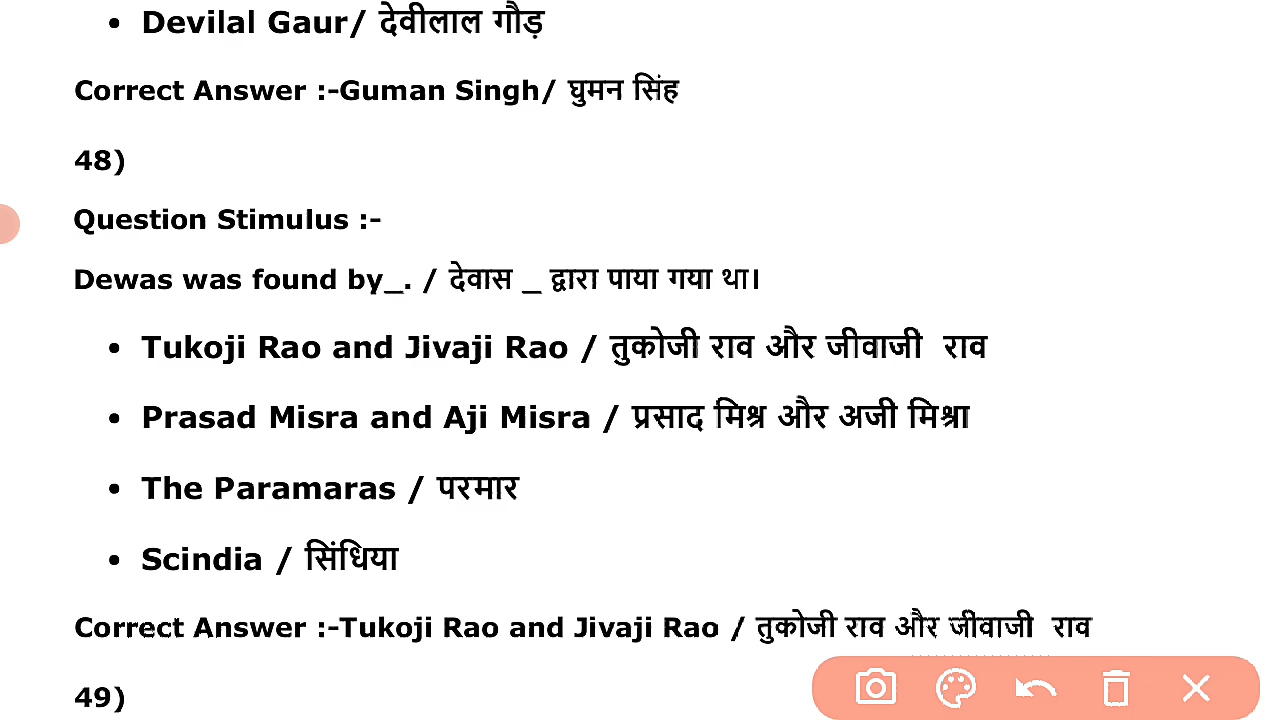 • Devilal Gaur/ देवीलाल गौड़
Correct Answer :-Guman Singh/ घुमन सिंह
48)
Question Stimulus :-
Dewas was found by_. / देवास _ द्वारा पाया गया था।
• Tukoji Rao and Jivaji Rao / तुकोजी राव और जीवाजी राव
• Prasad Misra and Aji Misra / प्रसाद मिश्र और अजी मिश्रा
• The Paramaras / परमार
• Scindia / सिंधिया
Correct Answer :-Tukoji Rao and Jivaji Rao / तुकोजी राव और जीवाजी राव
49)